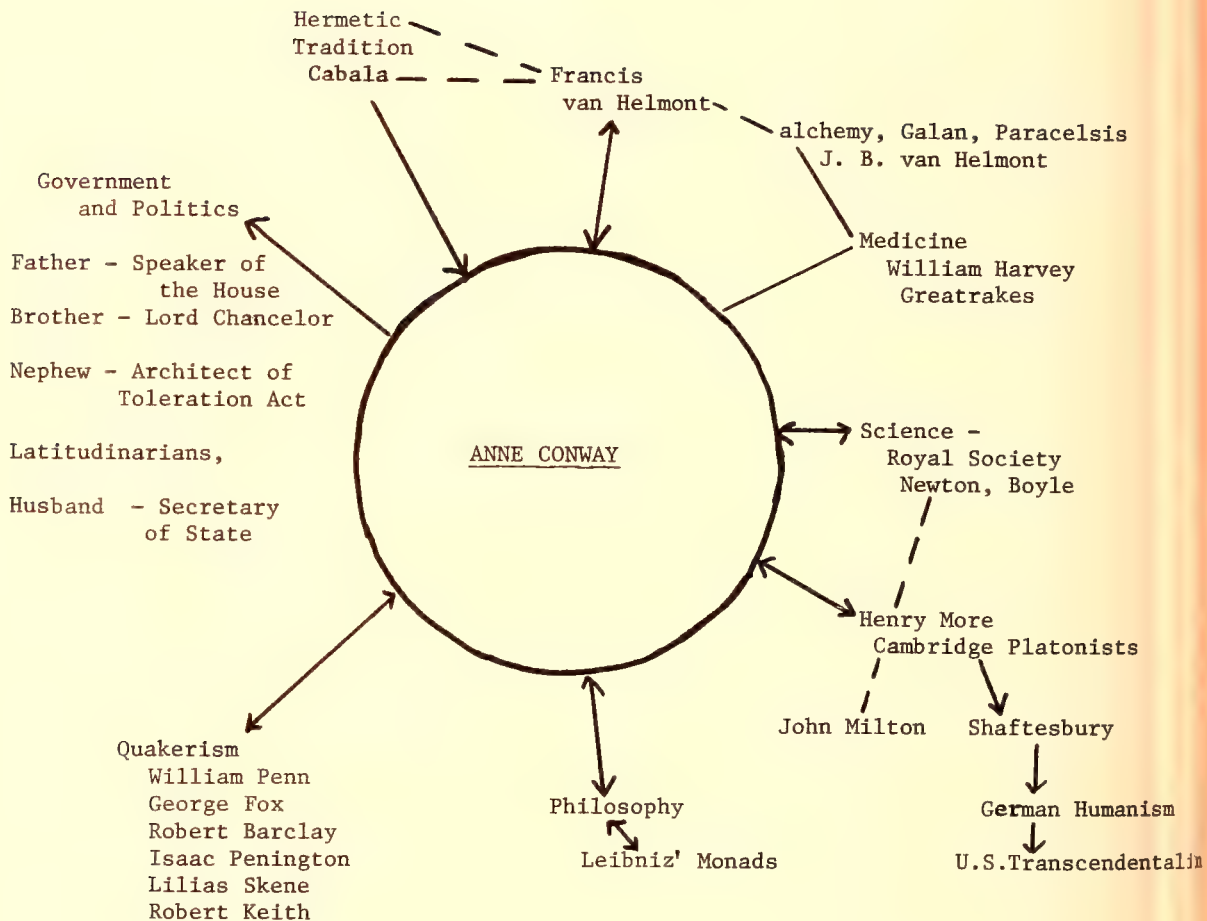 Hermetic
Tradition
Cabala
Francis
van Helmont
alchemy, Galan, Paracelsis
J. B. van Helmont
Government
and Politics
Father - Speaker of
the House
Brother - Lord Chancelor
Nephew - Architect of
Toleration Act
Latitudinarians,
Husband - Secretary
of State
Medicine
William Harvey
Greatrakes
ANNE CONWAY
Science -
Royal Society
Newton, Boyle
Henry More
Cambridge Platonists
John Milton
Shaftesbury
German Humanism
U.S.Transcendentalin
Quakerism
William Penn
George Fox
Robert Barclay
Isaac Penington
Lilias Skene
Robert Keith
Philosophy
Leibniz' Monads